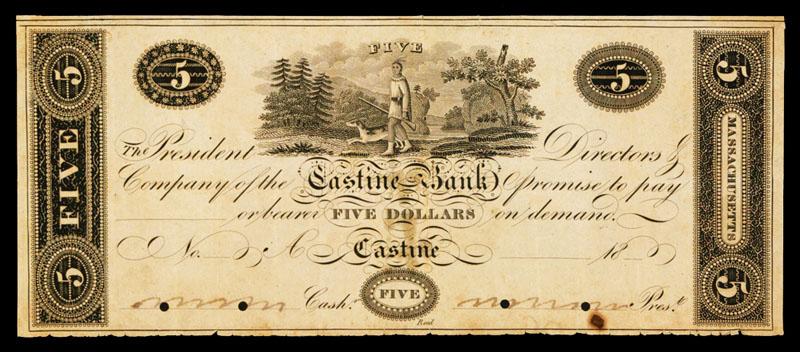 FIVE
5 5 5 5
FIVE MASSACHUSETTS
The President Directors &
Company of the Castine Bank Promise to pay
or bearer FIVE DOLLARS on demand.
No. A Castine 18
5 5
Cash.r FIVE Pres.t
Reed